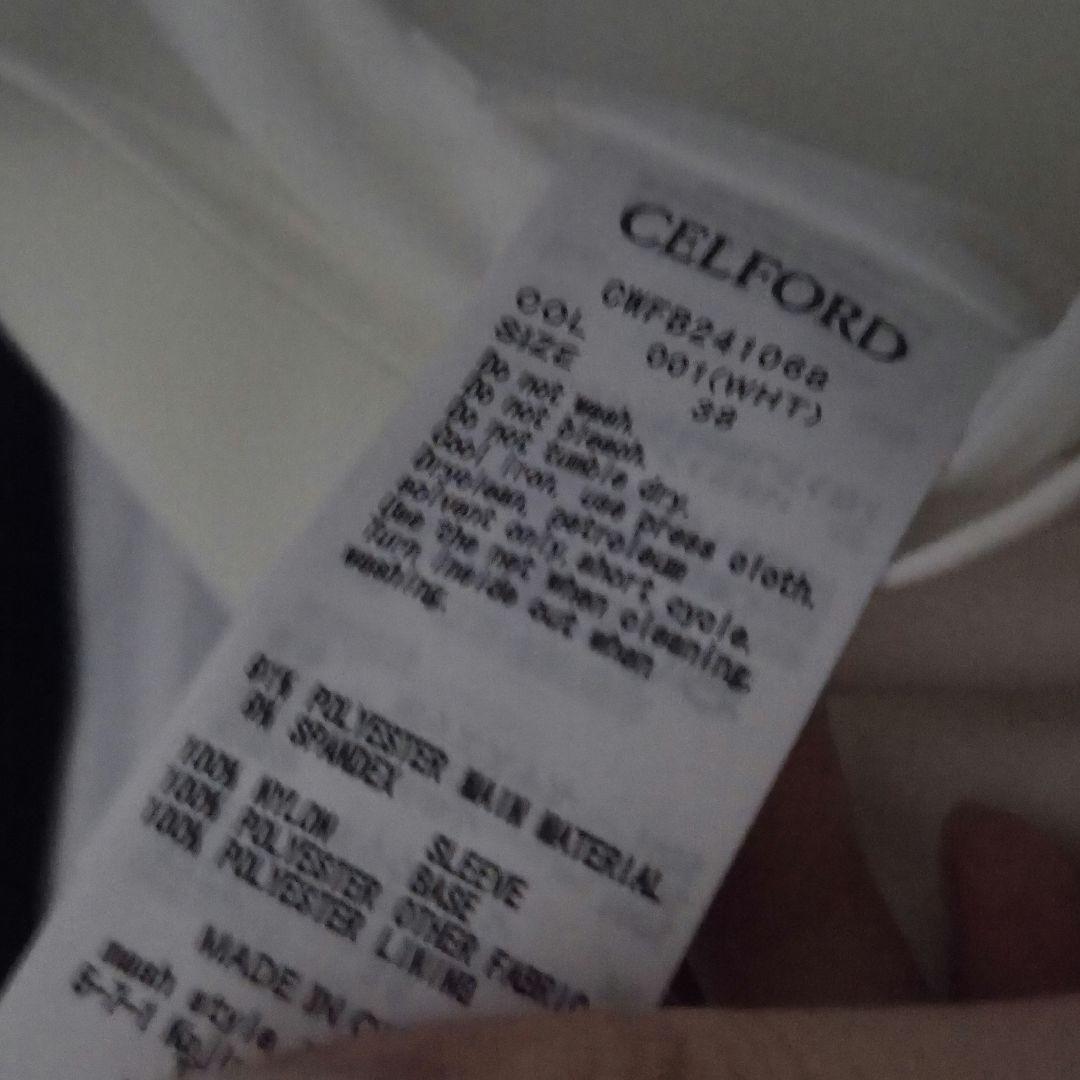 CELFORD
CWFB241068
COL 001(WHT)
SIZE 38
Do not wash.
Do not bleach.
Do not tumble dry.
Cool iron, use press cloth.
Dryclean, petroleum
solvent only, short cycle.
Use the net when cleaning.
Turn inside out when
washing.
POLYESTER MAIN MATERIAL
SPANDEX
100% NYLON SLEEVE
100% POLYESTER BASE
100% POLYESTER OTHER FABRIC
LINING
MADE IN
mash style